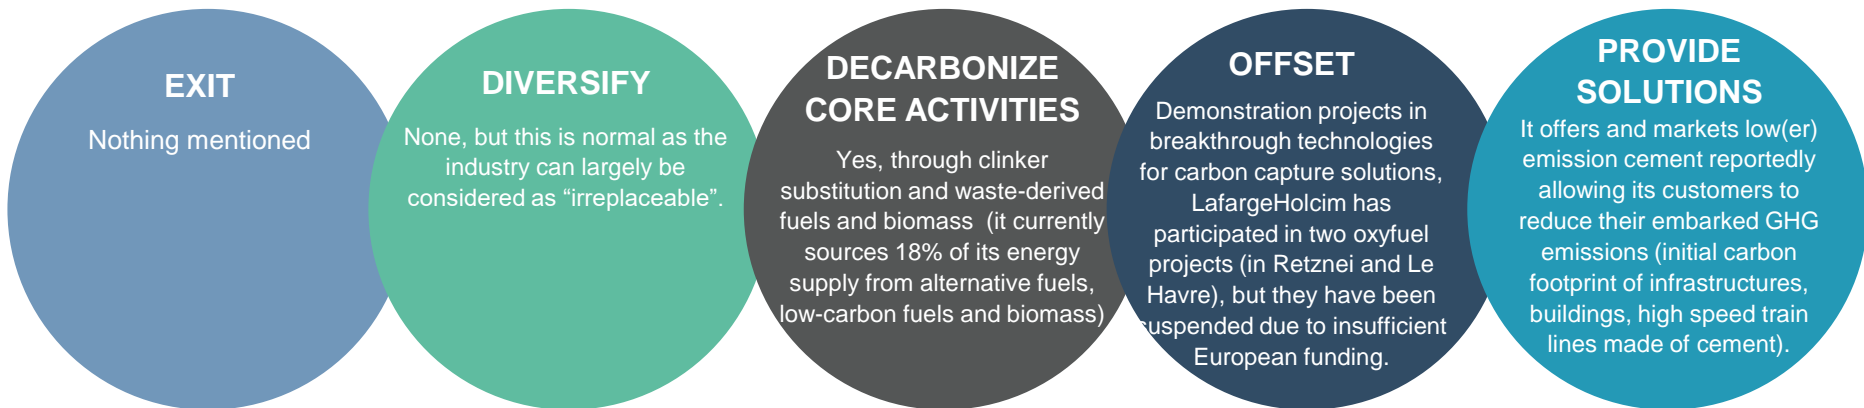 EXIT
Nothing mentioned
DIVERSIFY
None, but this is normal as the
industry can largely be
considered as “irreplaceable”.
DECARBONIZE
CORE ACTIVITIES
Yes, through clinker
substitution and waste-derived
fuels and biomass (it currently
sources 18% of its energy
supply from alternative fuels,
low-carbon fuels and biomass)
OFFSET
Demonstration projects in
breakthrough technologies
for carbon capture solutions,
LafargeHolcim has
participated in two oxyfuel
projects (in Retznei and Le
Havre), but they have been
suspended due to insufficient
European funding.
PROVIDE
SOLUTIONS
It offers and markets low(er)
emission cement reportedly
allowing its customers to
reduce their embarked GHG
emissions (initial carbon
footprint of infrastructures,
buildings, high speed train
lines made of cement).